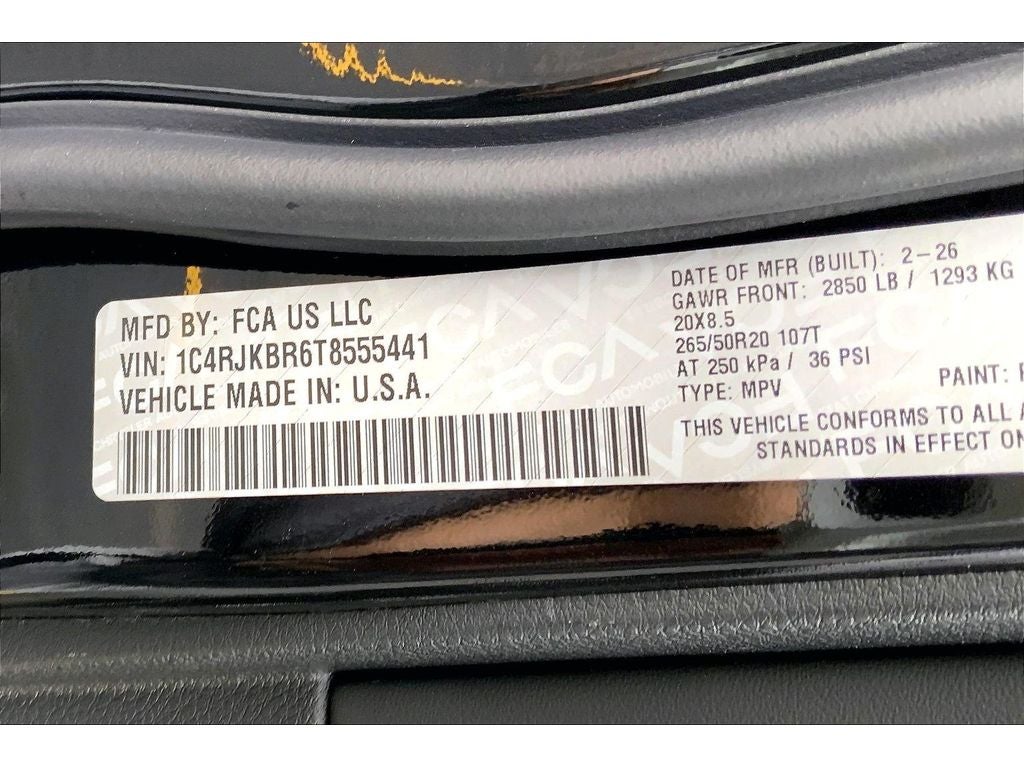 MFD BY: FCA US LLC
VIN: 1C4RJKBR6T8555441
VEHICLE MADE IN: U.S.A.
DATE OF MFR (BUILT): 2-26
GAWR FRONT: 2850 LB / 1293 KG
20X8.5
265/50R20 107T
AT 250 kPa / 36 PSI
TYPE: MPV
PAINT:
THIS VEHICLE CONFORMS TO ALL
STANDARDS IN EFFECT ON